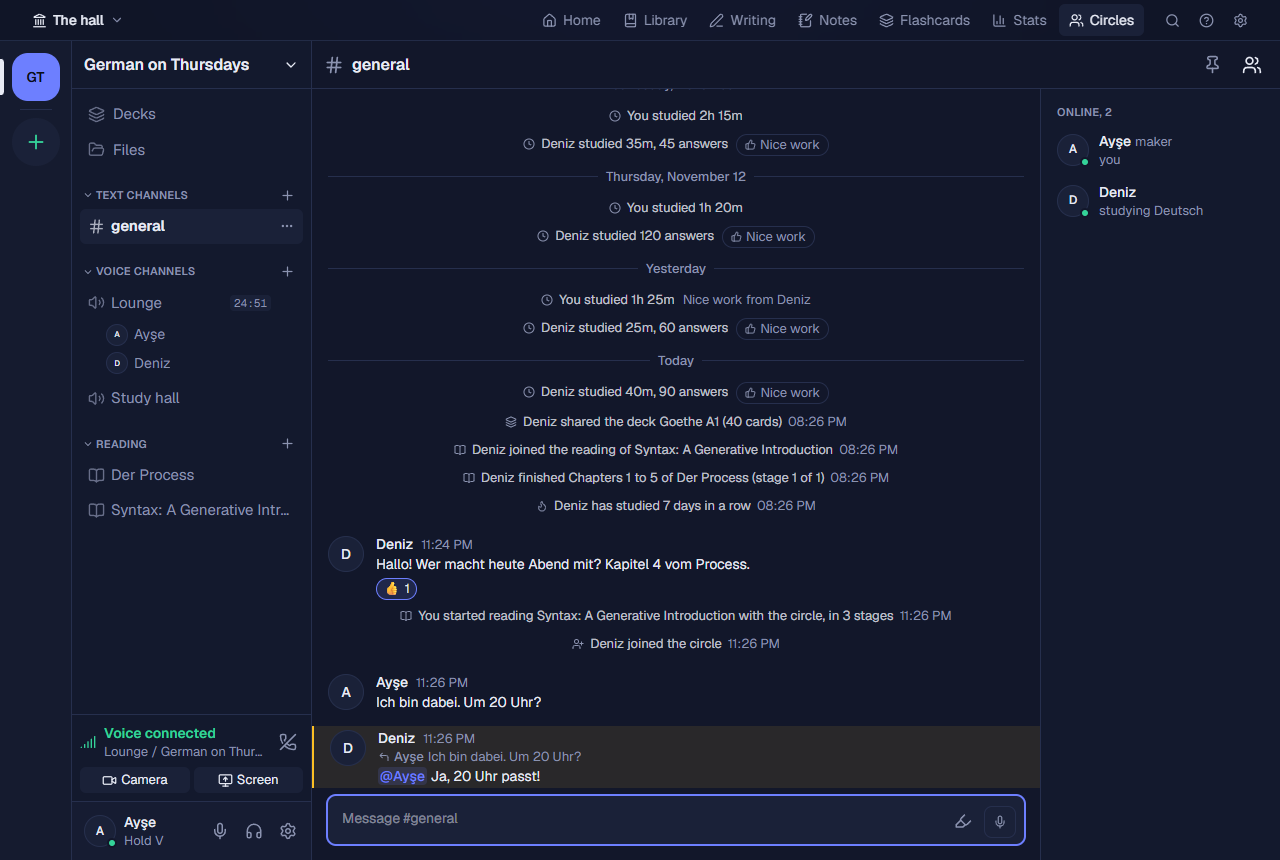 The hall
Home
Library
Writing
Notes
Flashcards
Stats
Circles
GT
German on Thursdays
Decks
Files
TEXT CHANNELS
general
VOICE CHANNELS
Lounge 24:51
A Ayşe
D Deniz
Study hall
READING
Der Process
Syntax: A Generative Intr...
Voice connected
Lounge / German on Thur...
Camera
Screen
A
Ayşe
Hold V
# general
You studied 2h 15m
Deniz studied 35m, 45 answers Nice work
Thursday, November 12
You studied 1h 20m
Deniz studied 120 answers Nice work
Yesterday
You studied 1h 25m Nice work from Deniz
Deniz studied 25m, 60 answers Nice work
Today
Deniz studied 40m, 90 answers Nice work
Deniz shared the deck Goethe A1 (40 cards) 08:26 PM
Deniz joined the reading of Syntax: A Generative Introduction 08:26 PM
Deniz finished Chapters 1 to 5 of Der Process (stage 1 of 1) 08:26 PM
Deniz has studied 7 days in a row 08:26 PM
D
Deniz 11:24 PM
Hallo! Wer macht heute Abend mit? Kapitel 4 vom Process.
👍 1
You started reading Syntax: A Generative Introduction with the circle, in 3 stages 11:26 PM
Deniz joined the circle 11:26 PM
A
Ayşe 11:26 PM
Ich bin dabei. Um 20 Uhr?
D
Deniz 11:26 PM
Ayşe Ich bin dabei. Um 20 Uhr?
@Ayşe Ja, 20 Uhr passt!
Message #general
ONLINE, 2
A
Ayşe maker
you
D
Deniz
studying Deutsch